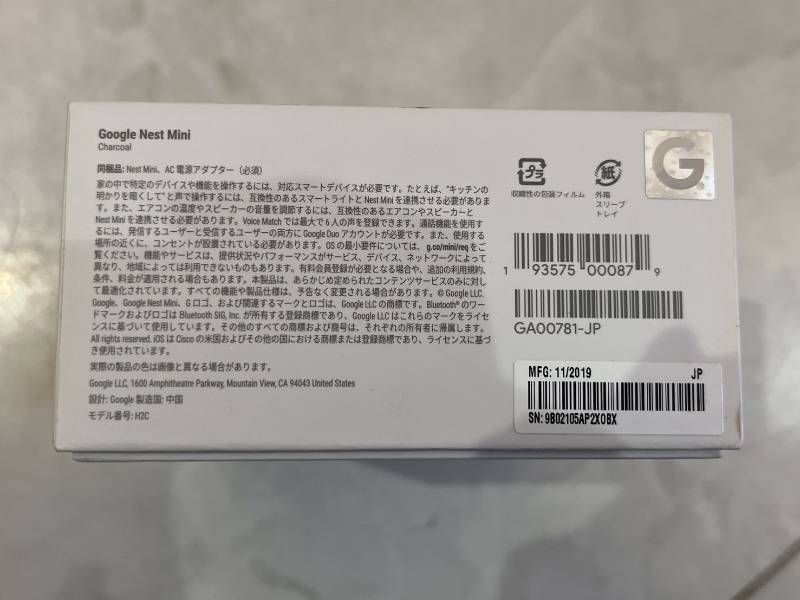 Google Nest Mini
Charcoal
同梱品: Nest Mini、AC 電源アダプター（必須）
家の中で特定のデバイスや機能を操作するには、対応スマートデバイスが必要です。たとえば、"キッチンの
明かりを暗くして"と声で操作するには、互換性のあるスマートライトと Nest Mini を連携させる必要がありま
す。また、エアコンの温度やスピーカーの音量を調節するには、互換性のあるエアコンやスピーカーと
Nest Mini を連携させる必要があります。Voice Match では最大で 6 人の声を登録できます。通話機能を使用す
るには、発信するユーザーと受信するユーザーの両方に Google Duo アカウントが必要です。また、使用する
場所の近くに、コンセントが設置されている必要があります。OS の最小要件については、g.co/mini/req をご
覧ください。機能やサービスは、提供状況やパフォーマンスがサービス、デバイス、ネットワークによって
異なり、地域によっては利用できないものもあります。有料会員登録が必要となる場合や、追加の利用規約、
条件、料金が適用される場合があります。本製品は、あらかじめ定められたコンテンツサービスのみに対し
て最適化されています。すべての機能や製品仕様は、予告なく変更される場合があります。© Google LLC.
Google、Google Nest Mini、G ロゴ、および関連するマークとロゴは、Google LLC の商標です。Bluetooth® のワー
ドマークおよびロゴは Bluetooth SIG, Inc. が所有する登録商標であり、Google LLC はこれらのマークをライセ
ンスに基づいて使用しています。その他のすべての商標および商号は、それぞれの所有者に帰属します。
All rights reserved. iOS は Cisco の米国およびその他の国における商標または登録商標であり、ライセンスに基づ
き使用されています。
実際の製品の色は画像と異なる場合があります。
Google LLC, 1600 Amphitheatre Parkway, Mountain View, CA 94043 United States
設計: Google 製造国: 中国
モデル番号: H2C
プラ
収縮性の包装フィルム
紙
外箱
スリーブ
トレイ
G
1 93575 00087 9
GA00781-JP
MFG: 11/2019 JP
SN: 9B02105AP2X0BX